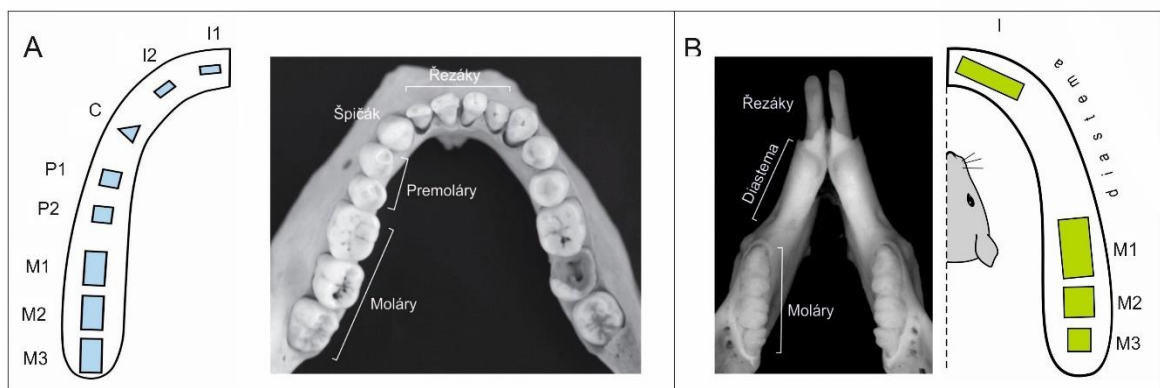 A
I1
I2
C
P1
P2
M1
M2
M3
Řezáky
Špičák
Premoláry
Moláry
B
Řezáky
Diastema
Moláry
I
diastema
M1
M2
M3